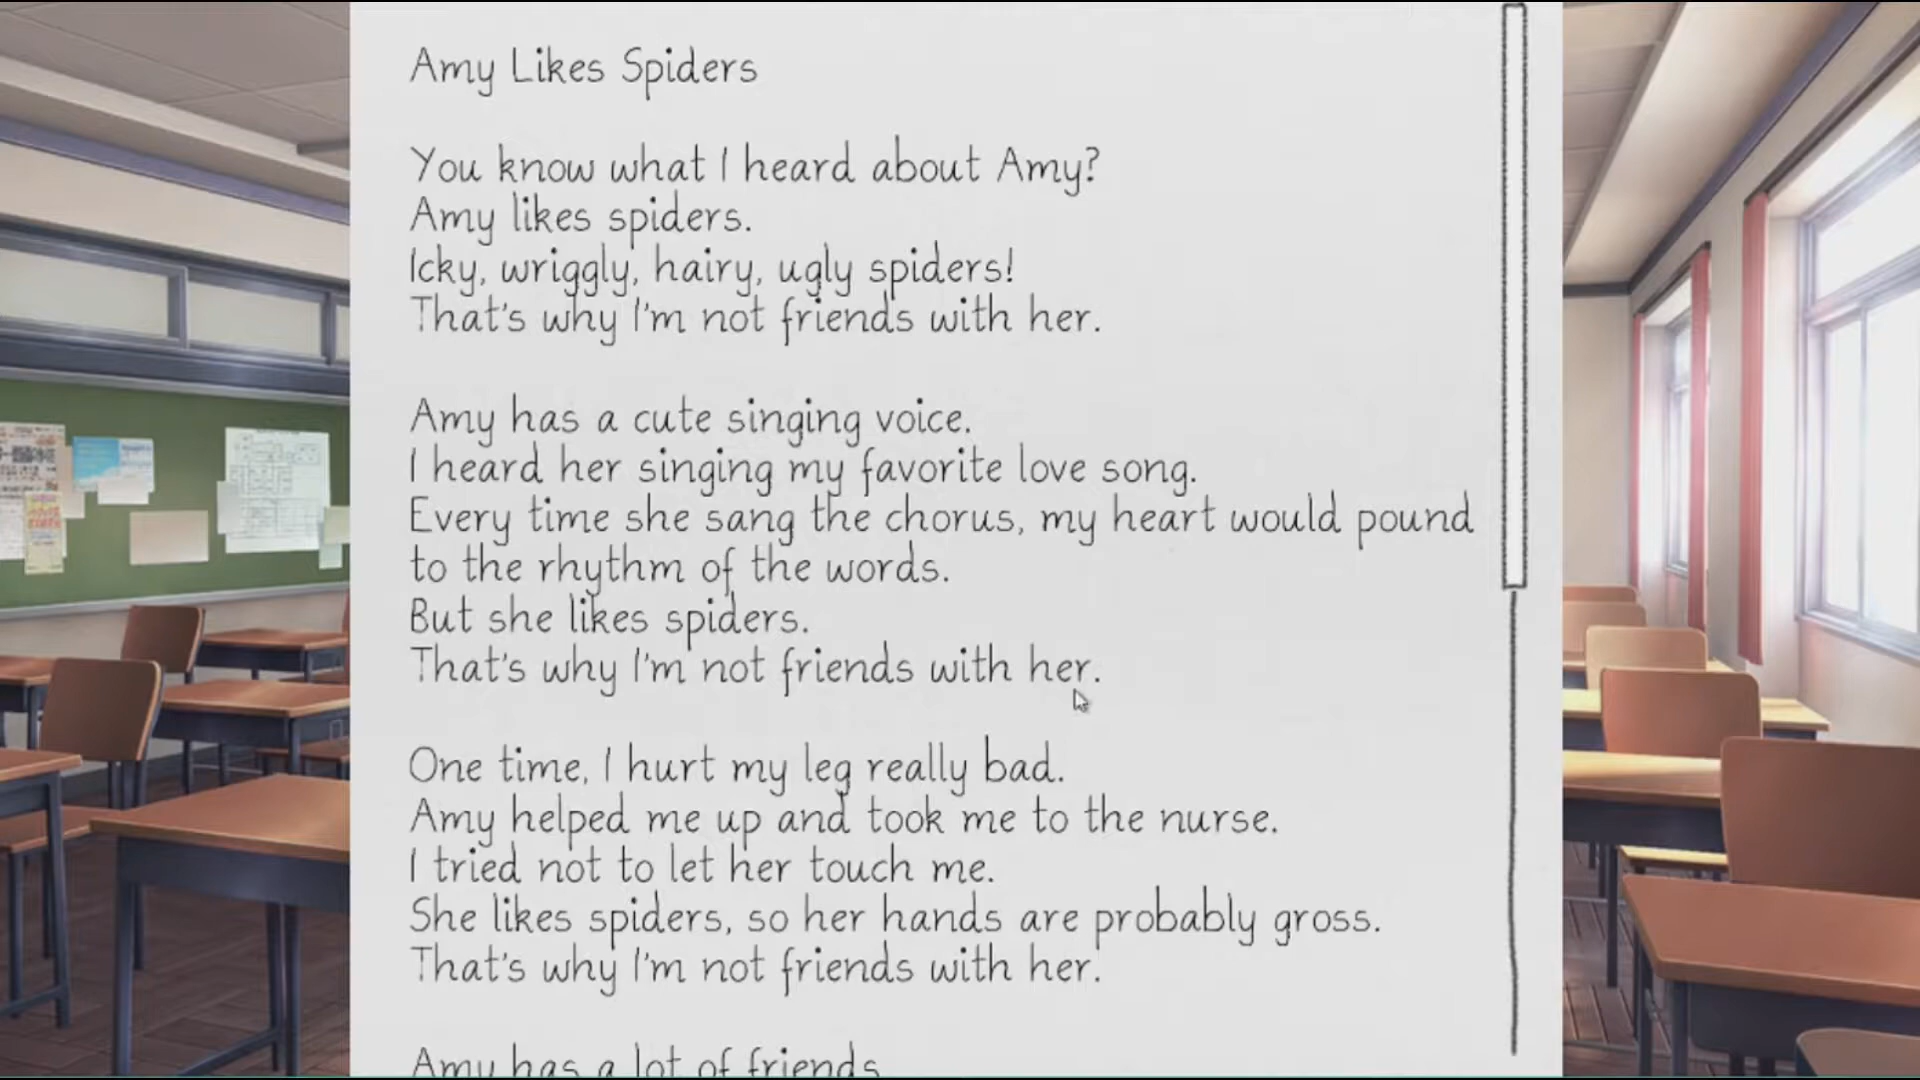 Amy Likes Spiders
You know what I heard about Amy?
Amy likes spiders.
Icky, wriggly, hairy, ugly spiders!
That's why I'm not friends with her.
Amy has a cute singing voice.
I heard her singing my favorite love song.
Every time she sang the chorus, my heart would pound
to the rhythm of the words.
But she likes spiders.
That's why I'm not friends with her.
One time, I hurt my leg really bad.
Amy helped me up and took me to the nurse.
I tried not to let her touch me.
She likes spiders, so her hands are probably gross.
That's why I'm not friends with her.
Amy has a lot of friends